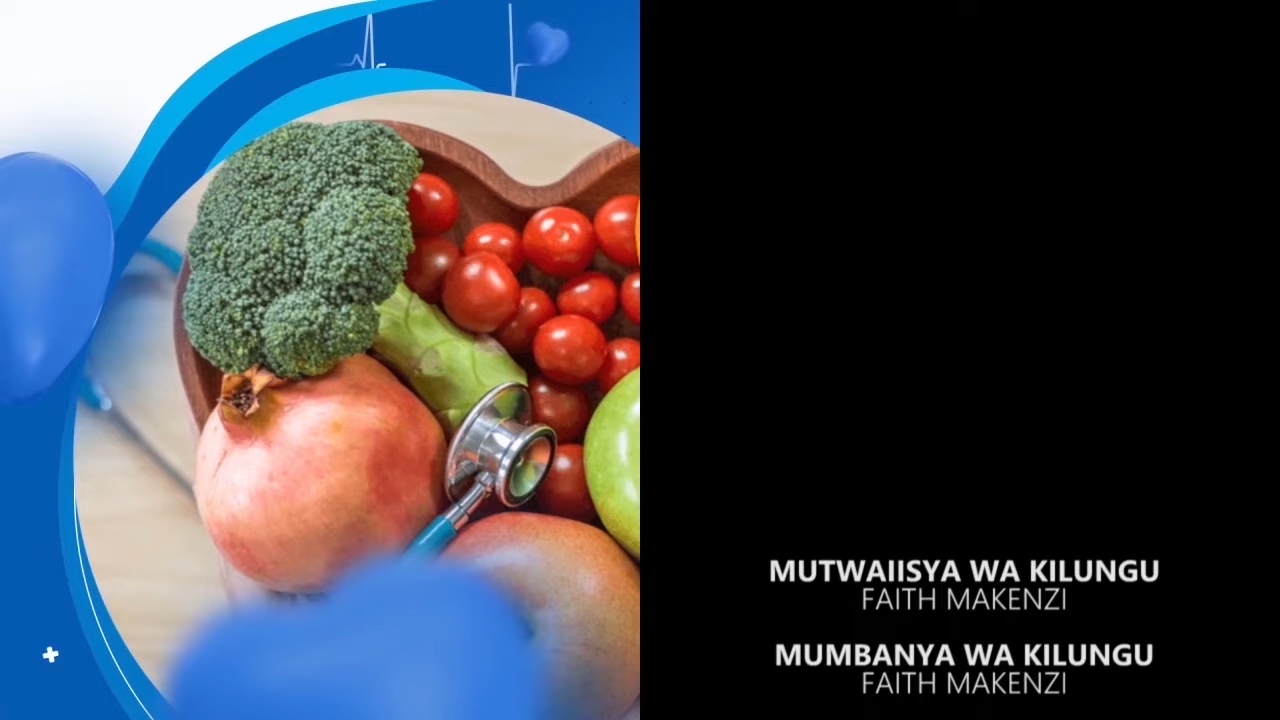 MUTWAIISYA WA KILUNGU
FAITH MAKENZI
MUMBANYA WA KILUNGU
FAITH MAKENZI